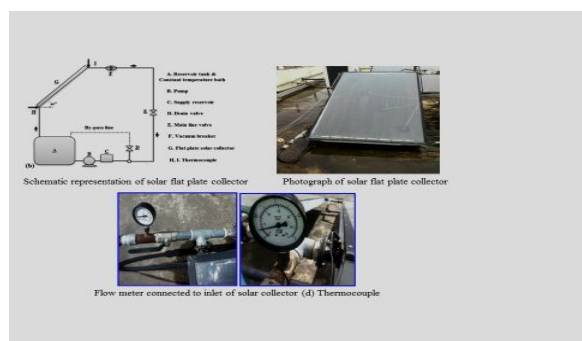 A. Reservoir tank &
Constant temperature bath
B. Pump
C. Supply reservoir
D. Drain valve
E. Main line valve
F. Vacuum breaker
G. Flat plate solar collector
H, I. Thermocouple
I
F
G
H
E
By-pass line
A
B
C
D
(b)
Schematic representation of solar flat plate collector
Photograph of solar flat plate collector
Flow meter connected to inlet of solar collector (d) Thermocouple